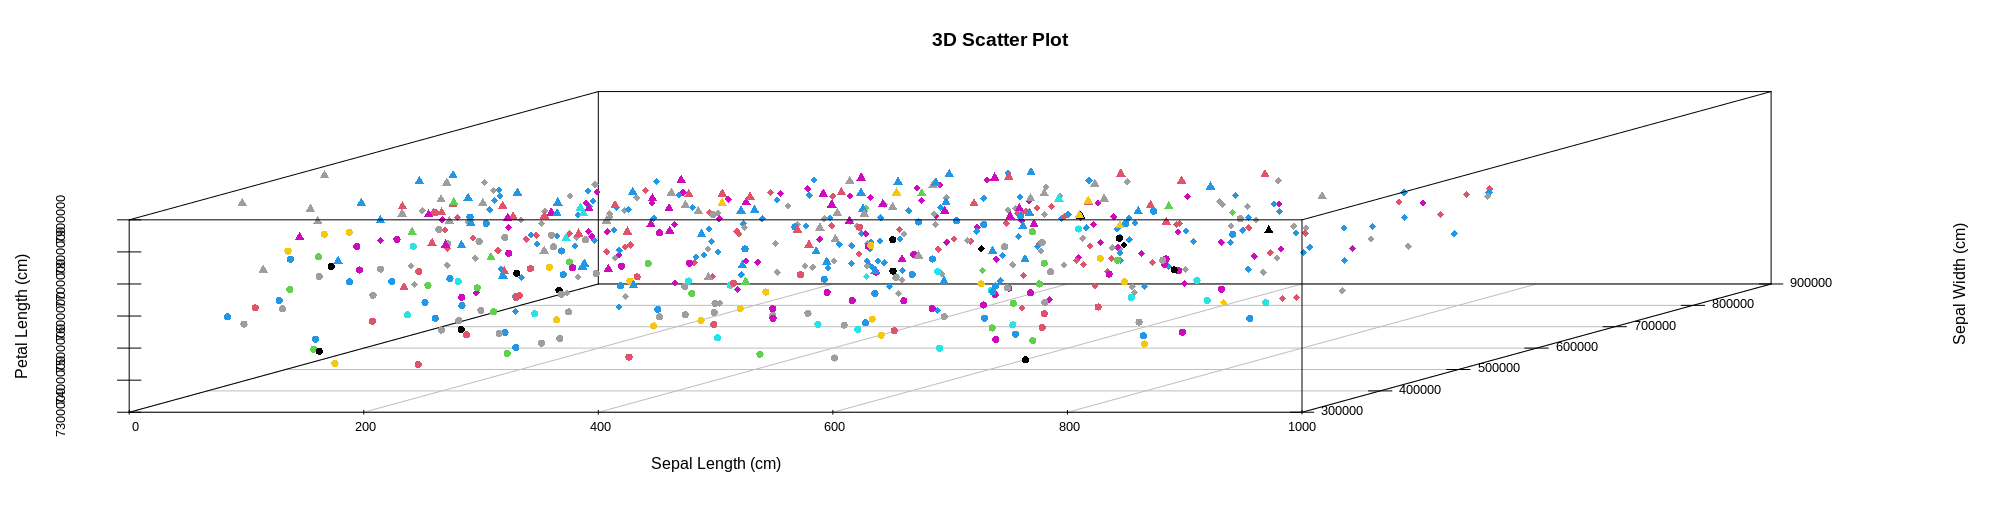 3D Scatter Plot
Petal Length (cm)
Sepal Width (cm)
900000
800000
700000
600000
500000
400000
300000
0 200 400 600 800 1000
Sepal Length (cm)